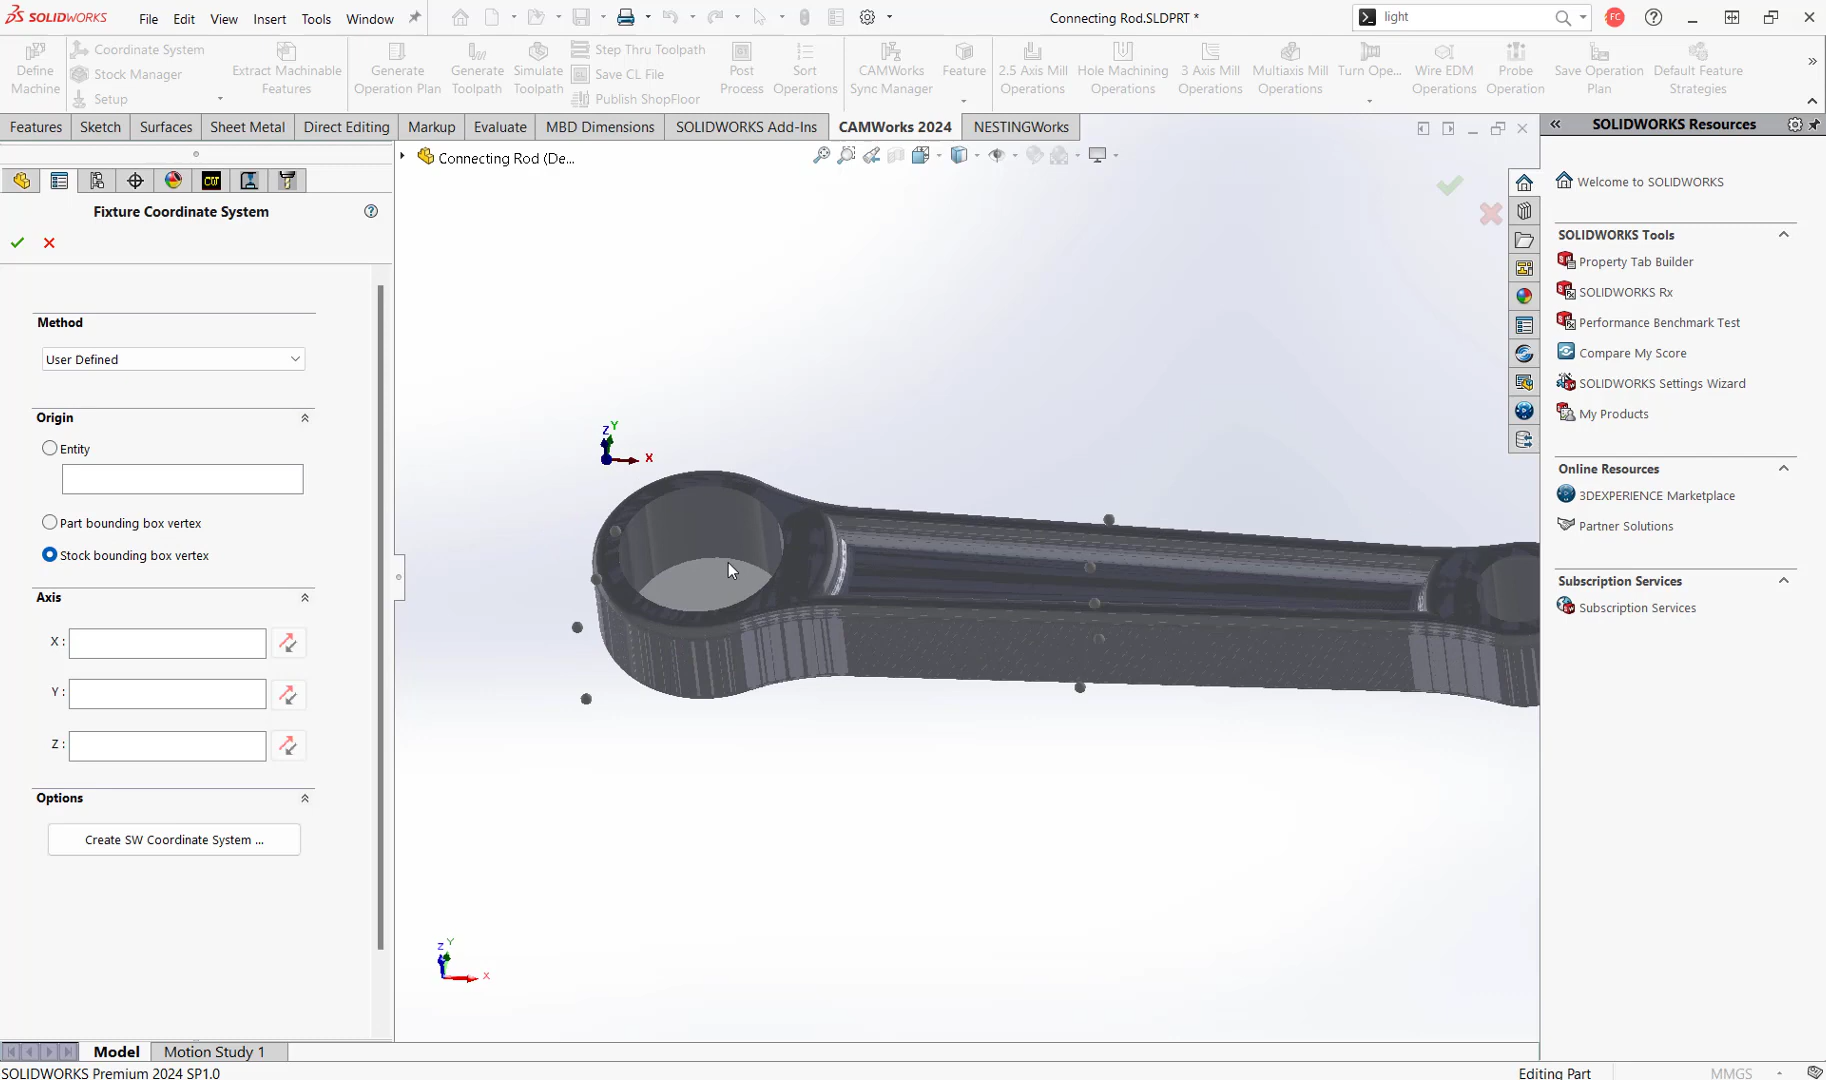 SOLIDWORKS
File Edit View Insert Tools Window
Connecting Rod.SLDPRT *
light
FC
Define Machine
Coordinate System
Stock Manager
Setup
Extract Machinable Features
Generate Operation Plan
Generate Toolpath
Simulate Toolpath
Step Thru Toolpath
Save CL File
Publish ShopFloor
Post Process
Sort Operations
CAMWorks Sync Manager
Feature
2.5 Axis Mill Operations
Hole Machining Operations
3 Axis Mill Operations
Multiaxis Mill Operations
Turn Ope...
Wire EDM Operations
Probe Operation
Save Operation Plan
Default Feature Strategies
Features Sketch Surfaces Sheet Metal Direct Editing Markup Evaluate MBD Dimensions SOLIDWORKS Add-Ins CAMWorks 2024 NESTINGWorks
Connecting Rod (De...
Fixture Coordinate System
Method
User Defined
Origin
Entity
Part bounding box vertex
Stock bounding box vertex
Axis
X :
Y :
Z :
Options
Create SW Coordinate System ...
Z Y
X
Z Y
X
SOLIDWORKS Resources
Welcome to SOLIDWORKS
SOLIDWORKS Tools
Property Tab Builder
SOLIDWORKS Rx
Performance Benchmark Test
Compare My Score
SOLIDWORKS Settings Wizard
My Products
Online Resources
3DEXPERIENCE Marketplace
Partner Solutions
Subscription Services
Subscription Services
Model Motion Study 1
SOLIDWORKS Premium 2024 SP1.0
Editing Part
MMGS